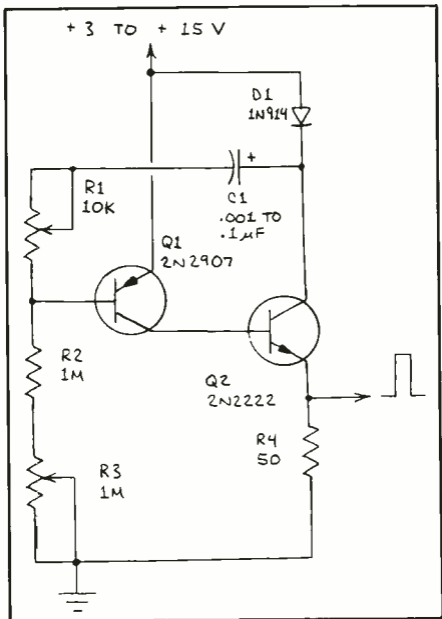 + 3 TO + 15 V
D1
1N914
+
C1
.001 TO
.1 µF
R1
10K
Q1
2N2907
R2
1M
Q2
2N2222
R3
1M
R4
50